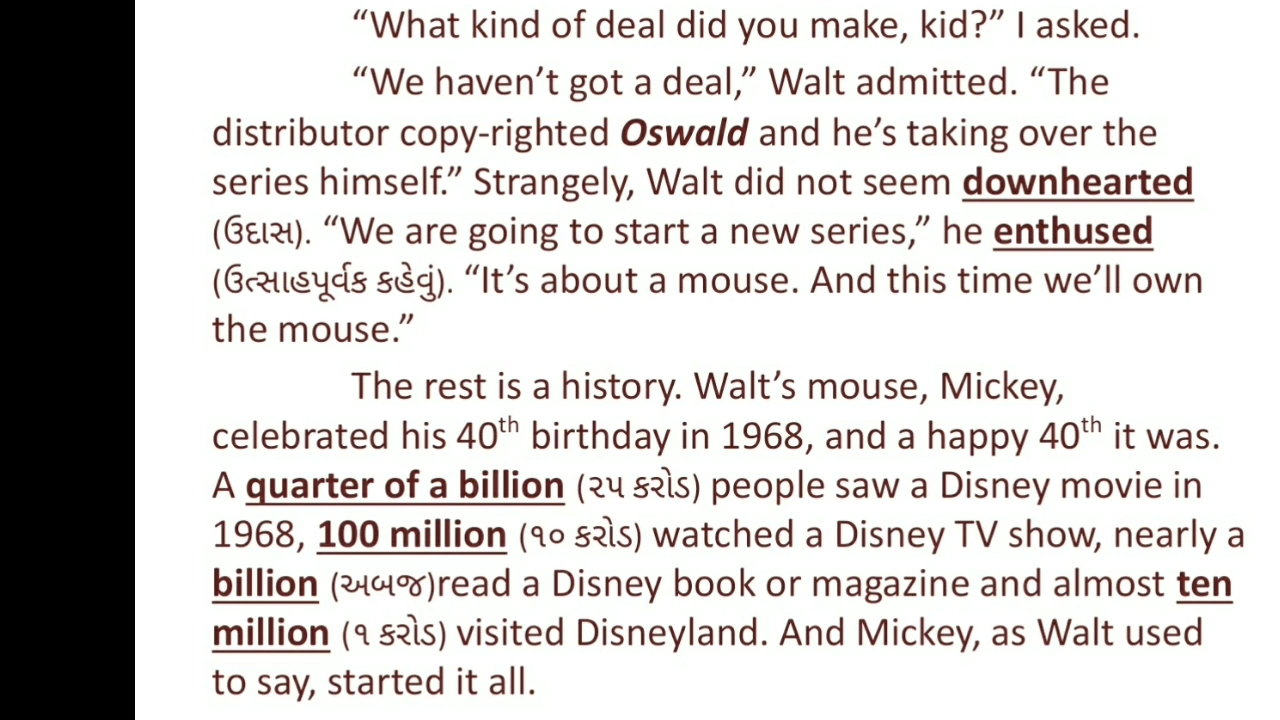 “What kind of deal did you make, kid?” I asked.
“We haven’t got a deal,” Walt admitted. “The
distributor copy-righted Oswald and he’s taking over the
series himself.” Strangely, Walt did not seem downhearted
(ઉદાસ). “We are going to start a new series,” he enthused
(ઉત્સાહપૂર્વક કહેવું). “It’s about a mouse. And this time we’ll own
the mouse.”
The rest is a history. Walt’s mouse, Mickey,
celebrated his 40th birthday in 1968, and a happy 40th it was.
A quarter of a billion (૨૫ કરોડ) people saw a Disney movie in
1968, 100 million (૧૦ કરોડ) watched a Disney TV show, nearly a
billion (અબજ)read a Disney book or magazine and almost ten
million (૧ કરોડ) visited Disneyland. And Mickey, as Walt used
to say, started it all.